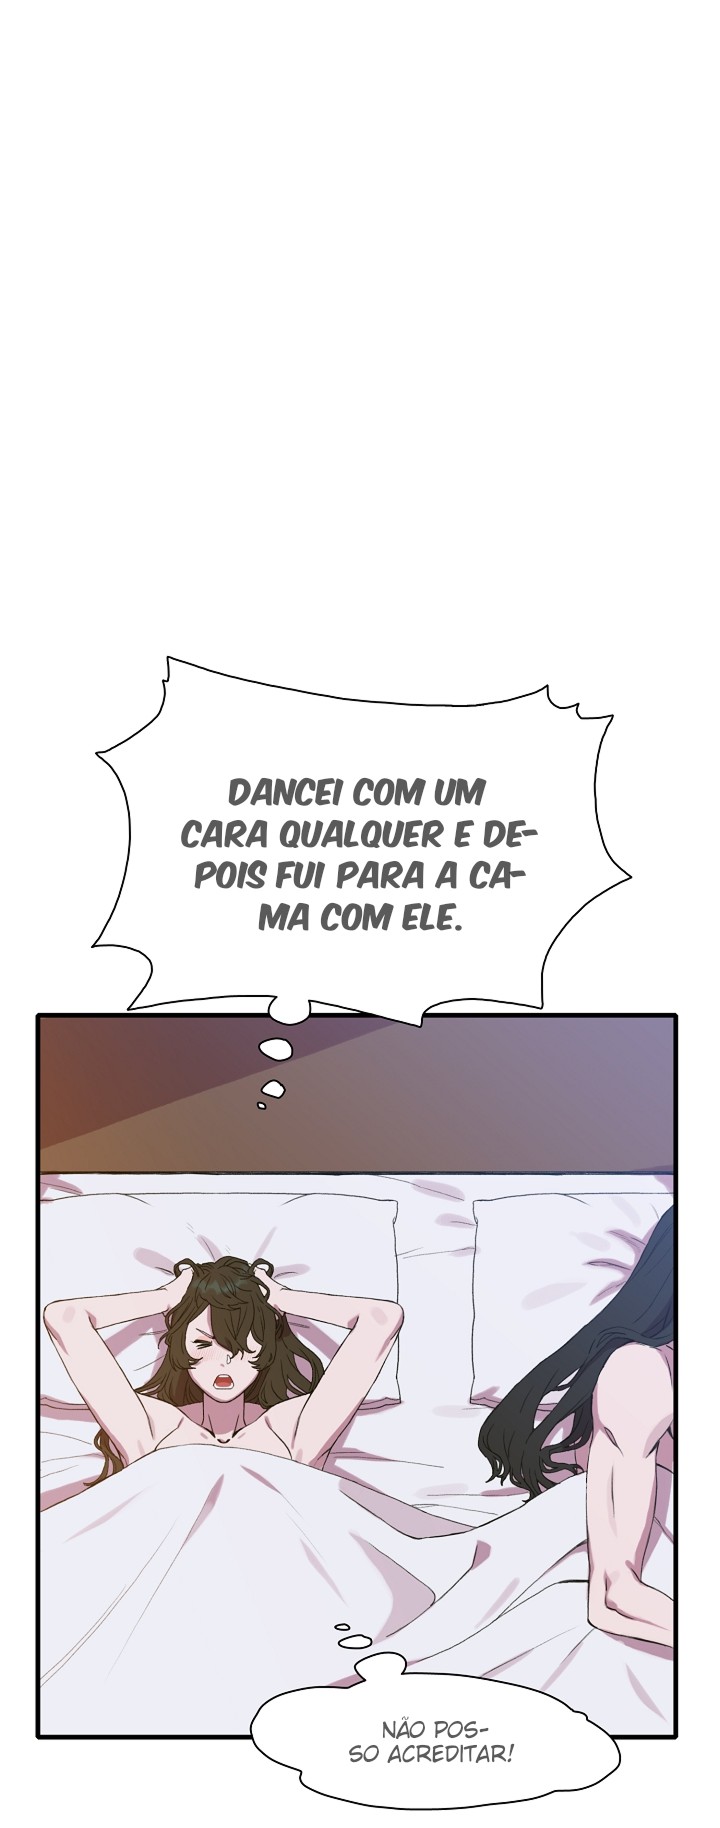 DANCEI COM UM
CARA QUALQUER E DE-
POIS FUI PARA A CA-
MA COM ELE.
NÃO POS-
SO ACREDITAR!